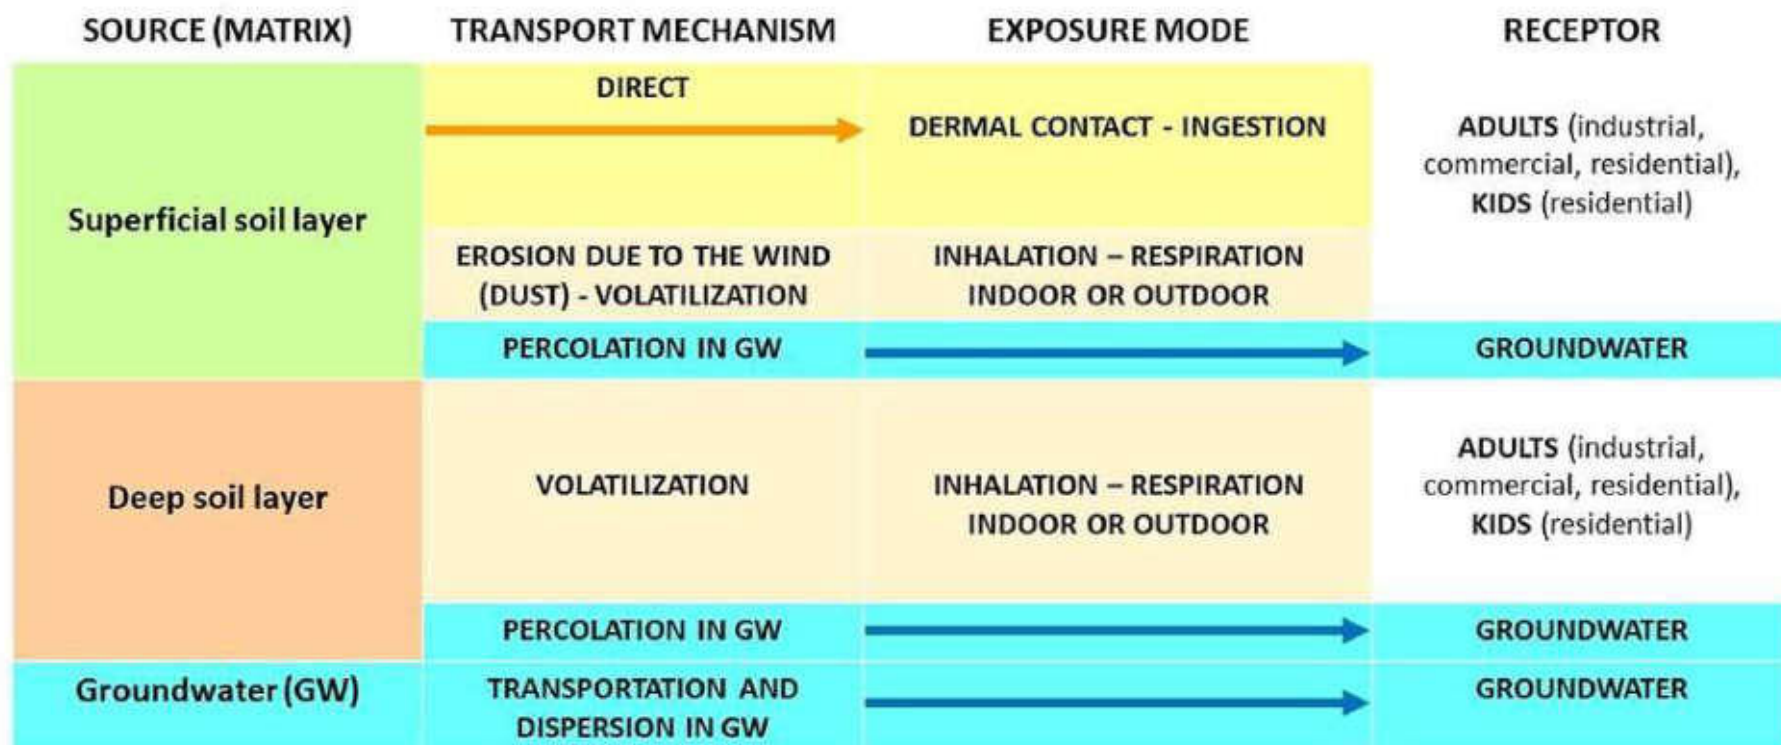 SOURCE (MATRIX)
TRANSPORT MECHANISM
EXPOSURE MODE
RECEPTOR
Superficial soil layer
DIRECT
DERMAL CONTACT - INGESTION
ADULTS (industrial,
commercial, residential),
KIDS (residential)
EROSION DUE TO THE WIND
(DUST) - VOLATILIZATION
INHALATION – RESPIRATION
INDOOR OR OUTDOOR
PERCOLATION IN GW
GROUNDWATER
Deep soil layer
VOLATILIZATION
INHALATION – RESPIRATION
INDOOR OR OUTDOOR
ADULTS (industrial,
commercial, residential),
KIDS (residential)
PERCOLATION IN GW
GROUNDWATER
Groundwater (GW)
TRANSPORTATION AND
DISPERSION IN GW
GROUNDWATER